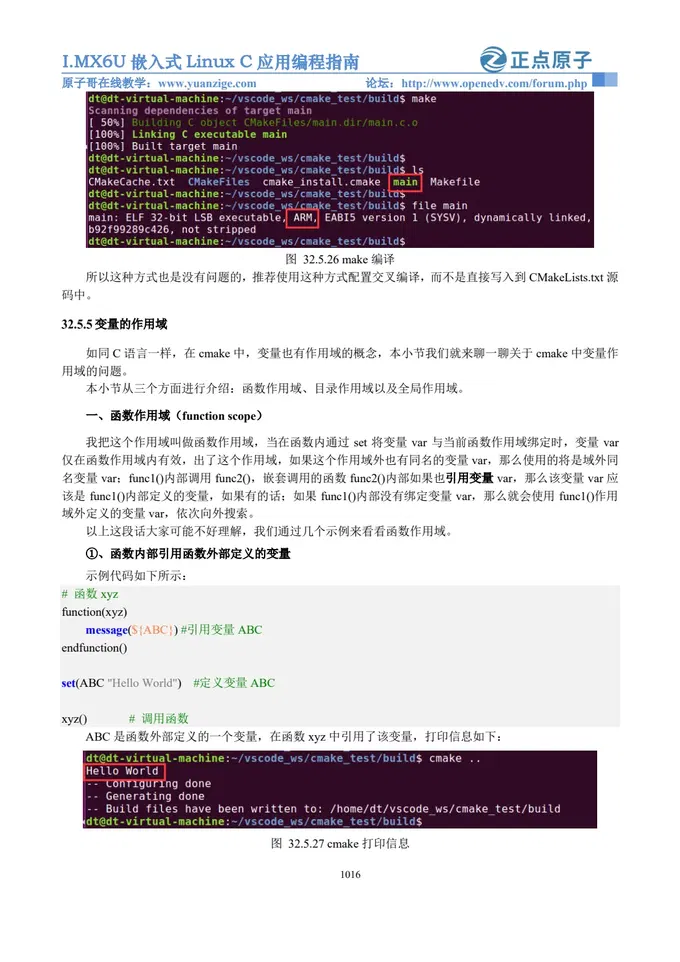 I.MX6U 嵌入式 Linux C 应用编程指南
正点原子
原子哥在线教学：www.yuanzige.com 论坛：http://www.openedv.com/forum.php
dt@dt-virtual-machine:~/vscode_ws/cmake_test/build$ make
Scanning dependencies of target main
[ 50%] Building C object CMakeFiles/main.dir/main.c.o
[100%] Linking C executable main
[100%] Built target main
dt@dt-virtual-machine:~/vscode_ws/cmake_test/build$
dt@dt-virtual-machine:~/vscode_ws/cmake_test/build$ ls
CMakeCache.txt CMakeFiles cmake_install.cmake main Makefile
dt@dt-virtual-machine:~/vscode_ws/cmake_test/build$
dt@dt-virtual-machine:~/vscode_ws/cmake_test/build$ file main
main: ELF 32-bit LSB executable, ARM, EABI5 version 1 (SYSV), dynamically linked,
b92f99289c426, not stripped
dt@dt-virtual-machine:~/vscode_ws/cmake_test/build$
图 32.5.26 make 编译
所以这种方式也是没有问题的，推荐使用这种方式配置交叉编译，而不是直接写入到 CMakeLists.txt 源
码中。
32.5.5 变量的作用域
如同 C 语言一样，在 cmake 中，变量也有作用域的概念，本小节我们就来聊一聊关于 cmake 中变量作
用域的问题。
本小节从三个方面进行介绍：函数作用域、目录作用域以及全局作用域。
一、函数作用域（function scope）
我把这个作用域叫做函数作用域，当在函数内通过 set 将变量 var 与当前函数作用域绑定时，变量 var
仅在函数作用域内有效，出了这个作用域，如果这个作用域外也有同名的变量 var，那么使用的将是域外同
名变量 var；func1()内部调用 func2()，嵌套调用的函数 func2()内部如果也引用变量 var，那么该变量 var 应
该是 func1()内部定义的变量，如果有的话；如果 func1()内部没有绑定变量 var，那么就会使用 func1()作用
域外定义的变量 var，依次向外搜索。
以上这段话大家可能不好理解，我们通过几个示例来看看函数作用域。
①、函数内部引用函数外部定义的变量
示例代码如下所示：
# 函数 xyz
function(xyz)
message(${ABC}) #引用变量 ABC
endfunction()
set(ABC "Hello World") #定义变量 ABC
xyz() # 调用函数
ABC 是函数外部定义的一个变量，在函数 xyz 中引用了该变量，打印信息如下：
dt@dt-virtual-machine:~/vscode_ws/cmake_test/build$ cmake ..
Hello World
-- Configuring done
-- Generating done
-- Build files have been written to: /home/dt/vscode_ws/cmake_test/build
dt@dt-virtual-machine:~/vscode_ws/cmake_test/build$
图 32.5.27 cmake 打印信息
1016